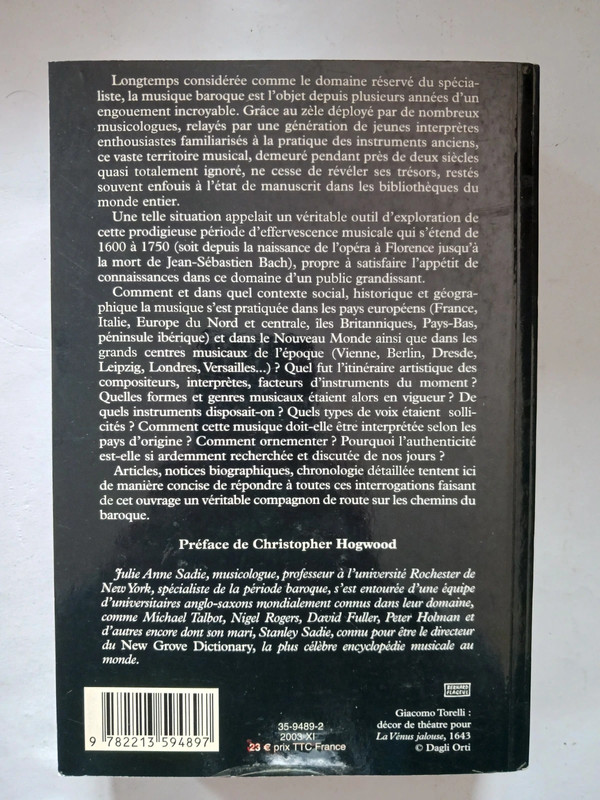 Longtemps considérée comme le domaine réservé du spécia-
liste, la musique baroque est l'objet depuis plusieurs années d'un
engouement incroyable. Grâce au zèle déployé par de nombreux
musicologues, relayés par une génération de jeunes interprètes
enthousiastes familiarisés à la pratique des instruments anciens,
ce vaste territoire musical, demeuré pendant près de deux siècles
quasi totalement ignoré, ne cesse de révéler ses trésors, restés
souvent enfouis à l'état de manuscrit dans les bibliothèques du
monde entier.
Une telle situation appelait un véritable outil d'exploration de
cette prodigieuse période d'effervescence musicale qui s'étend de
1600 à 1750 (soit depuis la naissance de l'opéra à Florence jusqu'à
la mort de Jean-Sébastien Bach), propre à satisfaire l'appétit de
connaissances dans ce domaine d'un public grandissant.
Comment et dans quel contexte social, historique et géogra-
phique la musique s'est pratiquée dans les pays européens (France,
Italie, Europe du Nord et centrale, îles Britanniques, Pays-Bas,
péninsule ibérique) et dans le Nouveau Monde ainsi que dans les
grands centres musicaux de l'époque (Vienne, Berlin, Dresde,
Leipzig, Londres, Versailles...) ? Quel fut l'itinéraire artistique des
compositeurs, interprètes, facteurs d'instruments du moment ?
Quelles formes et genres musicaux étaient alors en vigueur ? De
quels instruments disposait-on ? Quels types de voix étaient solli-
cités ? Comment cette musique doit-elle être interprétée selon les
pays d'origine ? Comment ornementer ? Pourquoi l'authenticité
est-elle si ardemment recherchée et discutée de nos jours ?
Articles, notices biographiques, chronologie détaillée tentent ici
de manière concise de répondre à toutes ces interrogations faisant
de cet ouvrage un véritable compagnon de route sur les chemins du
baroque.
Préface de Christopher Hogwood
Julie Anne Sadie, musicologue, professeur à l'université Rochester de
New York, spécialiste de la période baroque, s'est entourée d'une équipe
d'universitaires anglo-saxons mondialement connus dans leur domaine,
comme Michael Talbot, Nigel Rogers, David Fuller, Peter Holman et
d'autres encore dont son mari, Stanley Sadie, connu pour être le directeur
du New Grove Dictionary, la plus célèbre encyclopédie musicale au
monde.
BERNARD
FLAGEUL
Giacomo Torelli :
décor de théatre pour
La Vénus jalouse, 1643
© Dagli Orti
35-9489-2
2003-XI
23 € prix TTC France
9 782213 594897